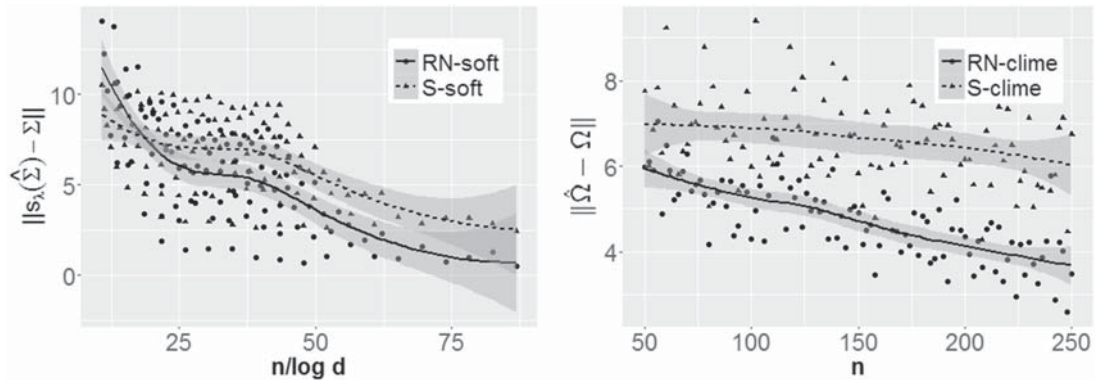 ||s_λ(Σ̂) − Σ||
10
5
0
RN-soft
S-soft
25
50
75
n/log d
||Ω̂ − Ω||
8
6
4
RN-clime
S-clime
50
100
150
200
250
n